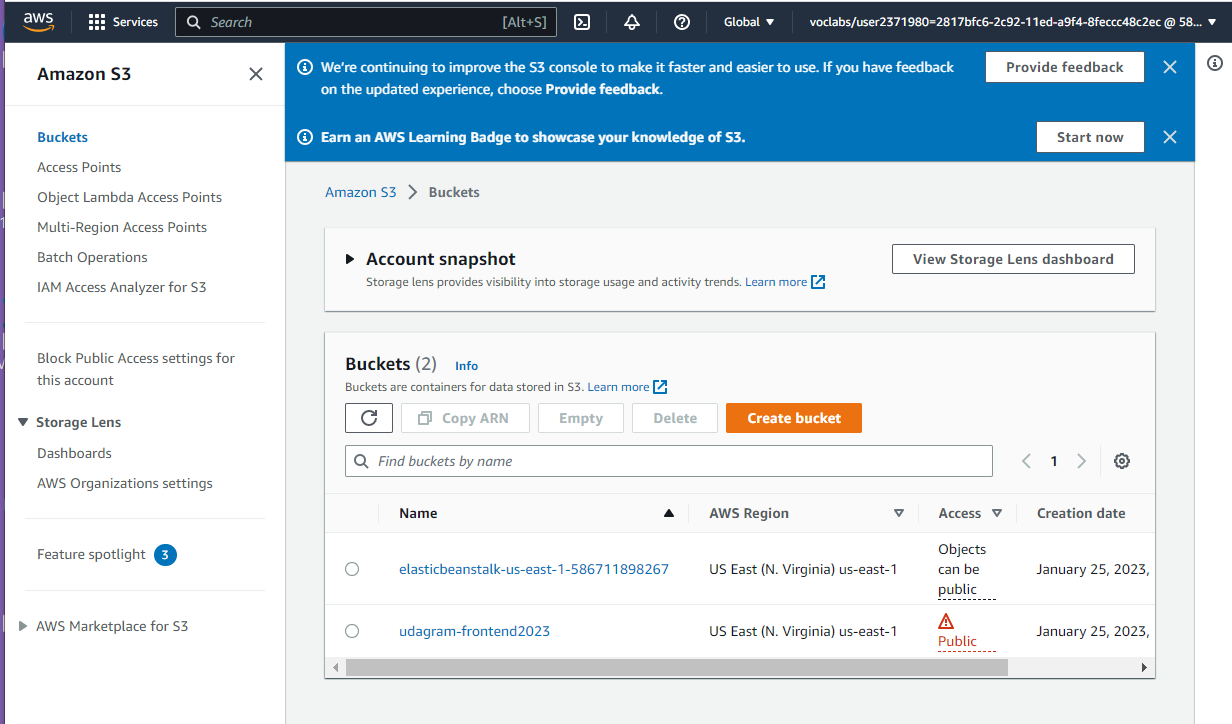 aws
Services
Search
[Alt+S]
Global
voclabs/user2371980=2817bfc6-2c92-11ed-a9f4-8feccc48c2ec @ 58...
Amazon S3
Buckets
Access Points
Object Lambda Access Points
Multi-Region Access Points
Batch Operations
IAM Access Analyzer for S3
Block Public Access settings for
this account
Storage Lens
Dashboards
AWS Organizations settings
Feature spotlight 3
AWS Marketplace for S3
We're continuing to improve the S3 console to make it faster and easier to use. If you have feedback
on the updated experience, choose Provide feedback.
Provide feedback
Earn an AWS Learning Badge to showcase your knowledge of S3.
Start now
Amazon S3 > Buckets
Account snapshot
Storage lens provides visibility into storage usage and activity trends. Learn more
View Storage Lens dashboard
Buckets (2) Info
Buckets are containers for data stored in S3. Learn more
Copy ARN
Empty
Delete
Create bucket
Find buckets by name
1
Name
AWS Region
Access
Creation date
elasticbeanstalk-us-east-1-586711898267
US East (N. Virginia) us-east-1
Objects
can be
public
January 25, 2023,
udagram-frontend2023
US East (N. Virginia) us-east-1
Public
January 25, 2023,